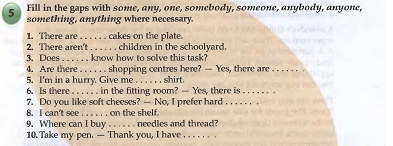 5 Fill in the gaps with some, any, one, somebody, someone, anybody, anyone,
something, anything where necessary.
1. There are ...... cakes on the plate.
2. There aren't ...... children in the schoolyard.
3. Does ...... know how to solve this task?
4. Are there ...... shopping centres here? — Yes, there are .......
5. I'm in a hurry. Give me ...... shirt.
6. Is there ...... in the fitting room? — Yes, there is .......
7. Do you like soft cheeses? — No, I prefer hard .......
8. I can't see ...... on the shelf.
9. Where can I buy ...... needles and thread?
10. Take my pen. — Thank you, I have .......